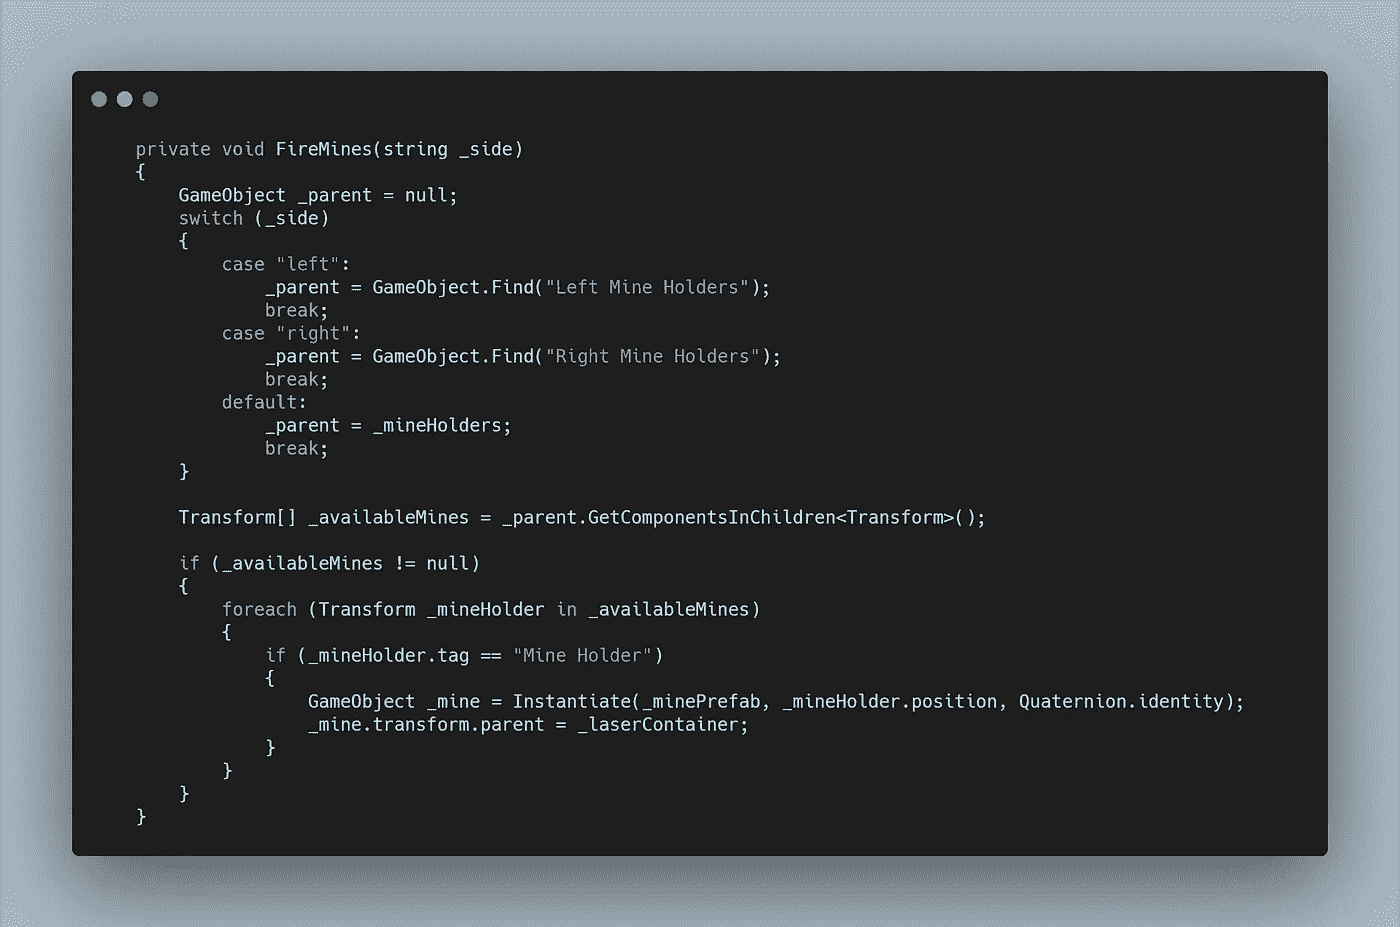 private void FireMines(string _side)
{
    GameObject _parent = null;
    switch (_side)
    {
        case "left":
            _parent = GameObject.Find("Left Mine Holders");
            break;
        case "right":
            _parent = GameObject.Find("Right Mine Holders");
            break;
        default:
            _parent = _mineHolders;
            break;
    }

    Transform[] _availableMines = _parent.GetComponentsInChildren<Transform>();

    if (_availableMines != null)
    {
        foreach (Transform _mineHolder in _availableMines)
        {
            if (_mineHolder.tag == "Mine Holder")
            {
                GameObject _mine = Instantiate(_minePrefab, _mineHolder.position, Quaternion.identity);
                _mine.transform.parent = _laserContainer;
            }
        }
    }
}